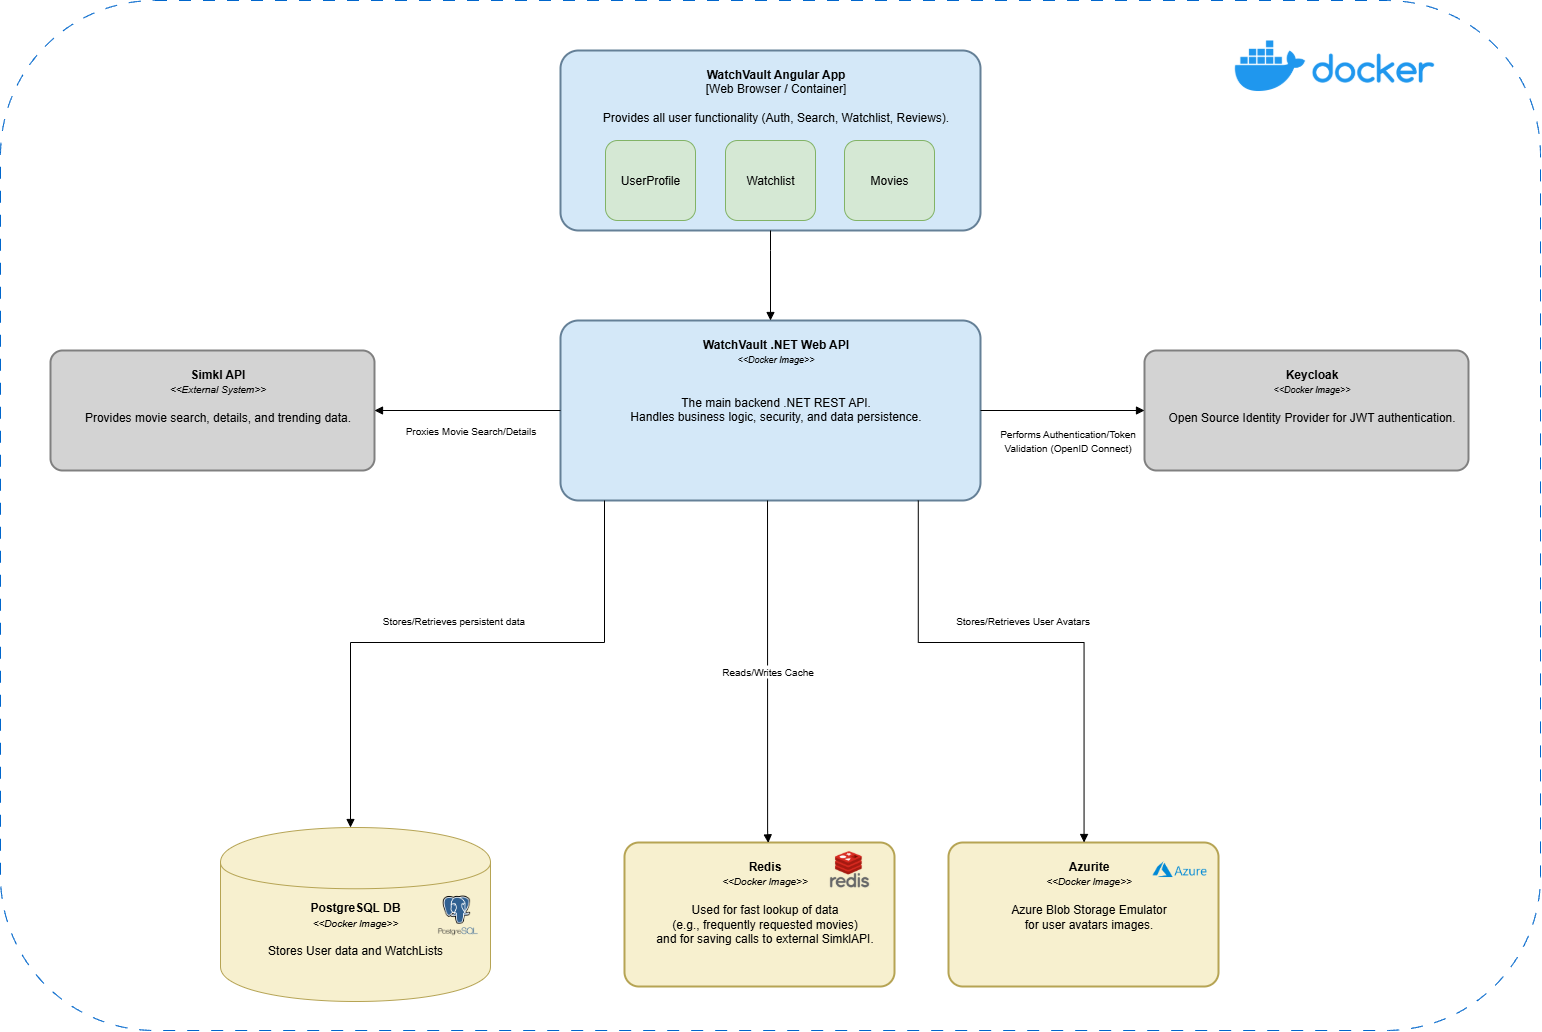 docker
WatchVault Angular App
[Web Browser / Container]
Provides all user functionality (Auth, Search, Watchlist, Reviews).
UserProfile
Watchlist
Movies
WatchVault .NET Web API
<<Docker Image>>
The main backend .NET REST API.
Handles business logic, security, and data persistence.
Simkl API
<<External System>>
Provides movie search, details, and trending data.
Proxies Movie Search/Details
Keycloak
<<Docker Image>>
Open Source Identity Provider for JWT authentication.
Performs Authentication/Token
Validation (OpenID Connect)
Stores/Retrieves persistent data
Reads/Writes Cache
Stores/Retrieves User Avatars
PostgreSQL DB
<<Docker Image>>
Stores User data and WatchLists
PostgreSQL
Redis
<<Docker Image>>
redis
Used for fast lookup of data
(e.g., frequently requested movies)
and for saving calls to external SimklAPI.
Azurite
<<Docker Image>>
Azure
Azure Blob Storage Emulator
for user avatars images.